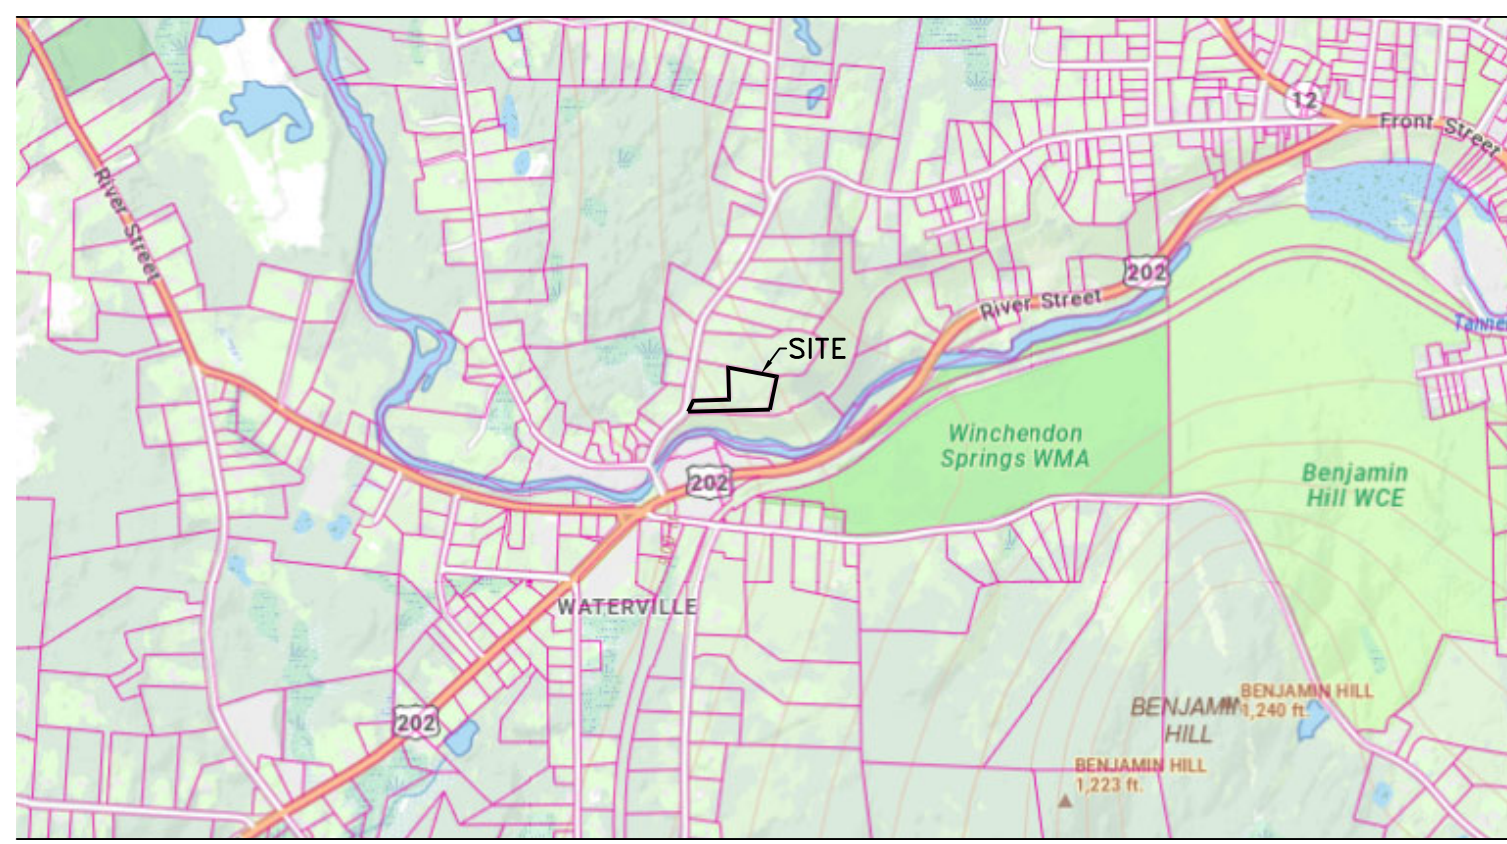 12
Front Street
River Street
202
River Street
Tanne
SITE
Winchendon
Springs WMA
Benjamin
Hill WCE
202
WATERVILLE
BENJAMIN HILL
1,240 ft.
BENJAMIN
HILL
202
BENJAMIN HILL
1,223 ft.